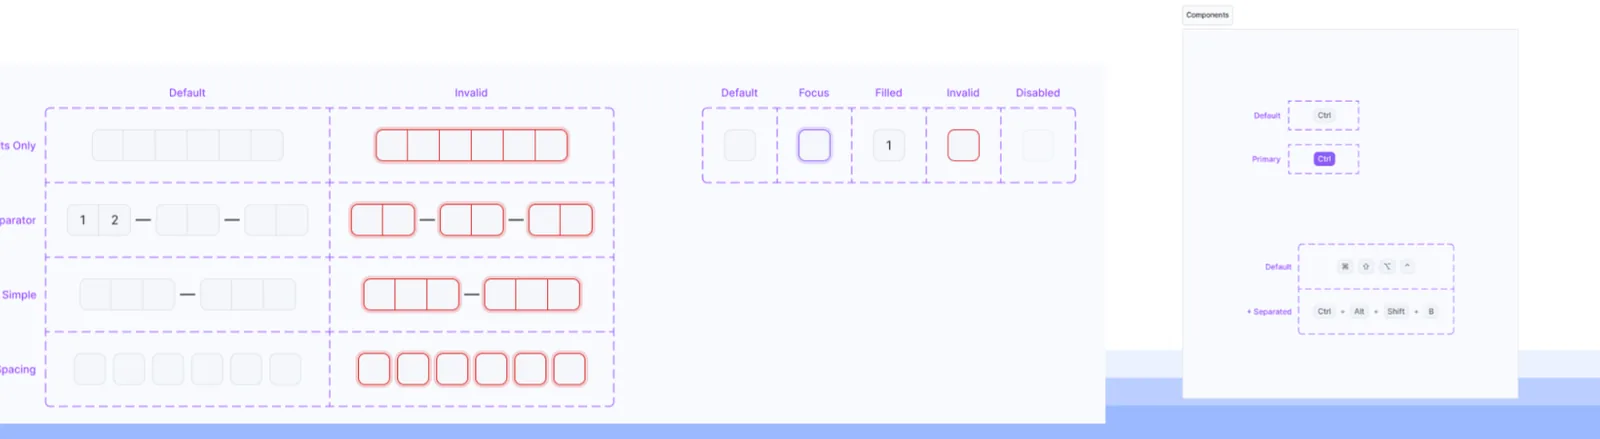 Components
Default Invalid
Default Focus Filled Invalid Disabled
ts Only
1
parator
1 2
Simple
Spacing
Default Ctrl
Primary Ctrl
Default ⌘ ⇧ ⌥ ⌃
+ Separated Ctrl + Alt + Shift + B